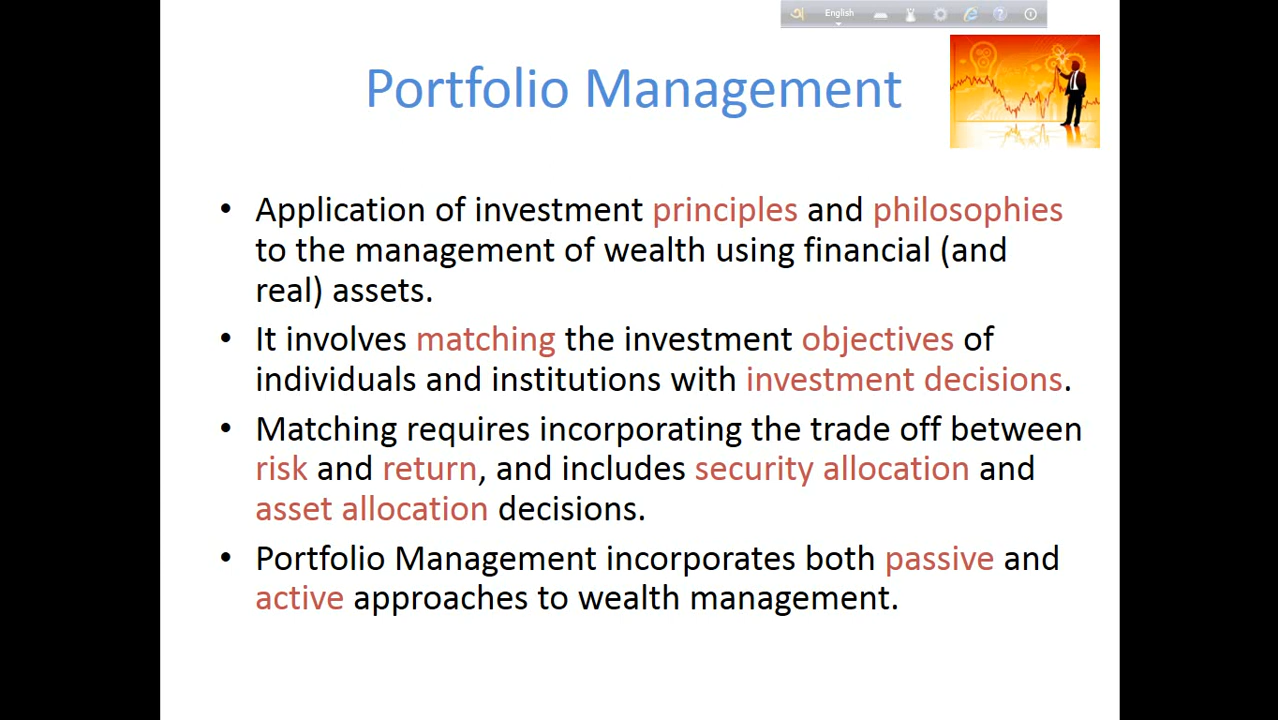 English
Portfolio Management
• Application of investment principles and philosophies
to the management of wealth using financial (and
real) assets.
• It involves matching the investment objectives of
individuals and institutions with investment decisions.
• Matching requires incorporating the trade off between
risk and return, and includes security allocation and
asset allocation decisions.
• Portfolio Management incorporates both passive and
active approaches to wealth management.